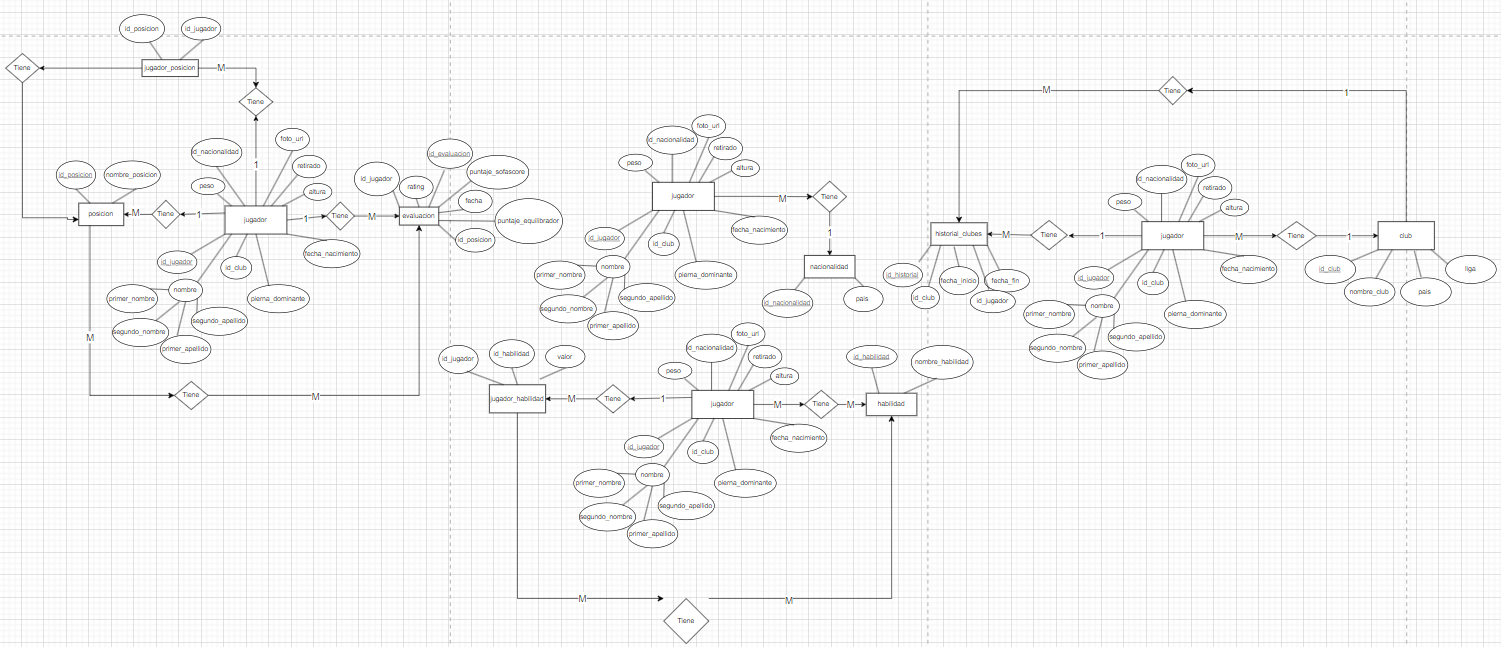 id_posicion
id_jugador
Tiene
jugador_posicion
M
Tiene
1
id_posicion
nombre_posicion
posicion
M
Tiene
1
id_nacionalidad
foto_url
retirado
peso
altura
jugador
1
Tiene
M
id_jugador
id_club
fecha_nacimiento
nombre
pierna_dominante
primer_nombre
segundo_nombre
primer_apellido
segundo_apellido
id_evaluacion
id_jugador
rating
puntaje_sofascore
fecha
evaluacion
puntaje_equilibrador
id_posicion
M
Tiene
M
foto_url
id_nacionalidad
retirado
peso
altura
jugador
M
Tiene
1
fecha_nacimiento
id_jugador
id_club
nombre
pierna_dominante
primer_nombre
segundo_nombre
primer_apellido
segundo_apellido
nacionalidad
id_nacionalidad
pais
id_jugador
id_habilidad
valor
jugador_habilidad
M
Tiene
1
foto_url
id_nacionalidad
retirado
peso
altura
jugador
M
Tiene
M
id_habilidad
nombre_habilidad
habilidad
fecha_nacimiento
id_jugador
id_club
nombre
pierna_dominante
primer_nombre
segundo_nombre
primer_apellido
segundo_apellido
M
Tiene
M
M
Tiene
1
historial_clubes
M
Tiene
1
id_historial
id_club
fecha_inicio
fecha_fin
id_jugador
foto_url
id_nacionalidad
retirado
peso
altura
jugador
M
Tiene
1
club
fecha_nacimiento
id_jugador
id_club
nombre
pierna_dominante
primer_nombre
segundo_nombre
primer_apellido
segundo_apellido
id_club
nombre_club
pais
liga